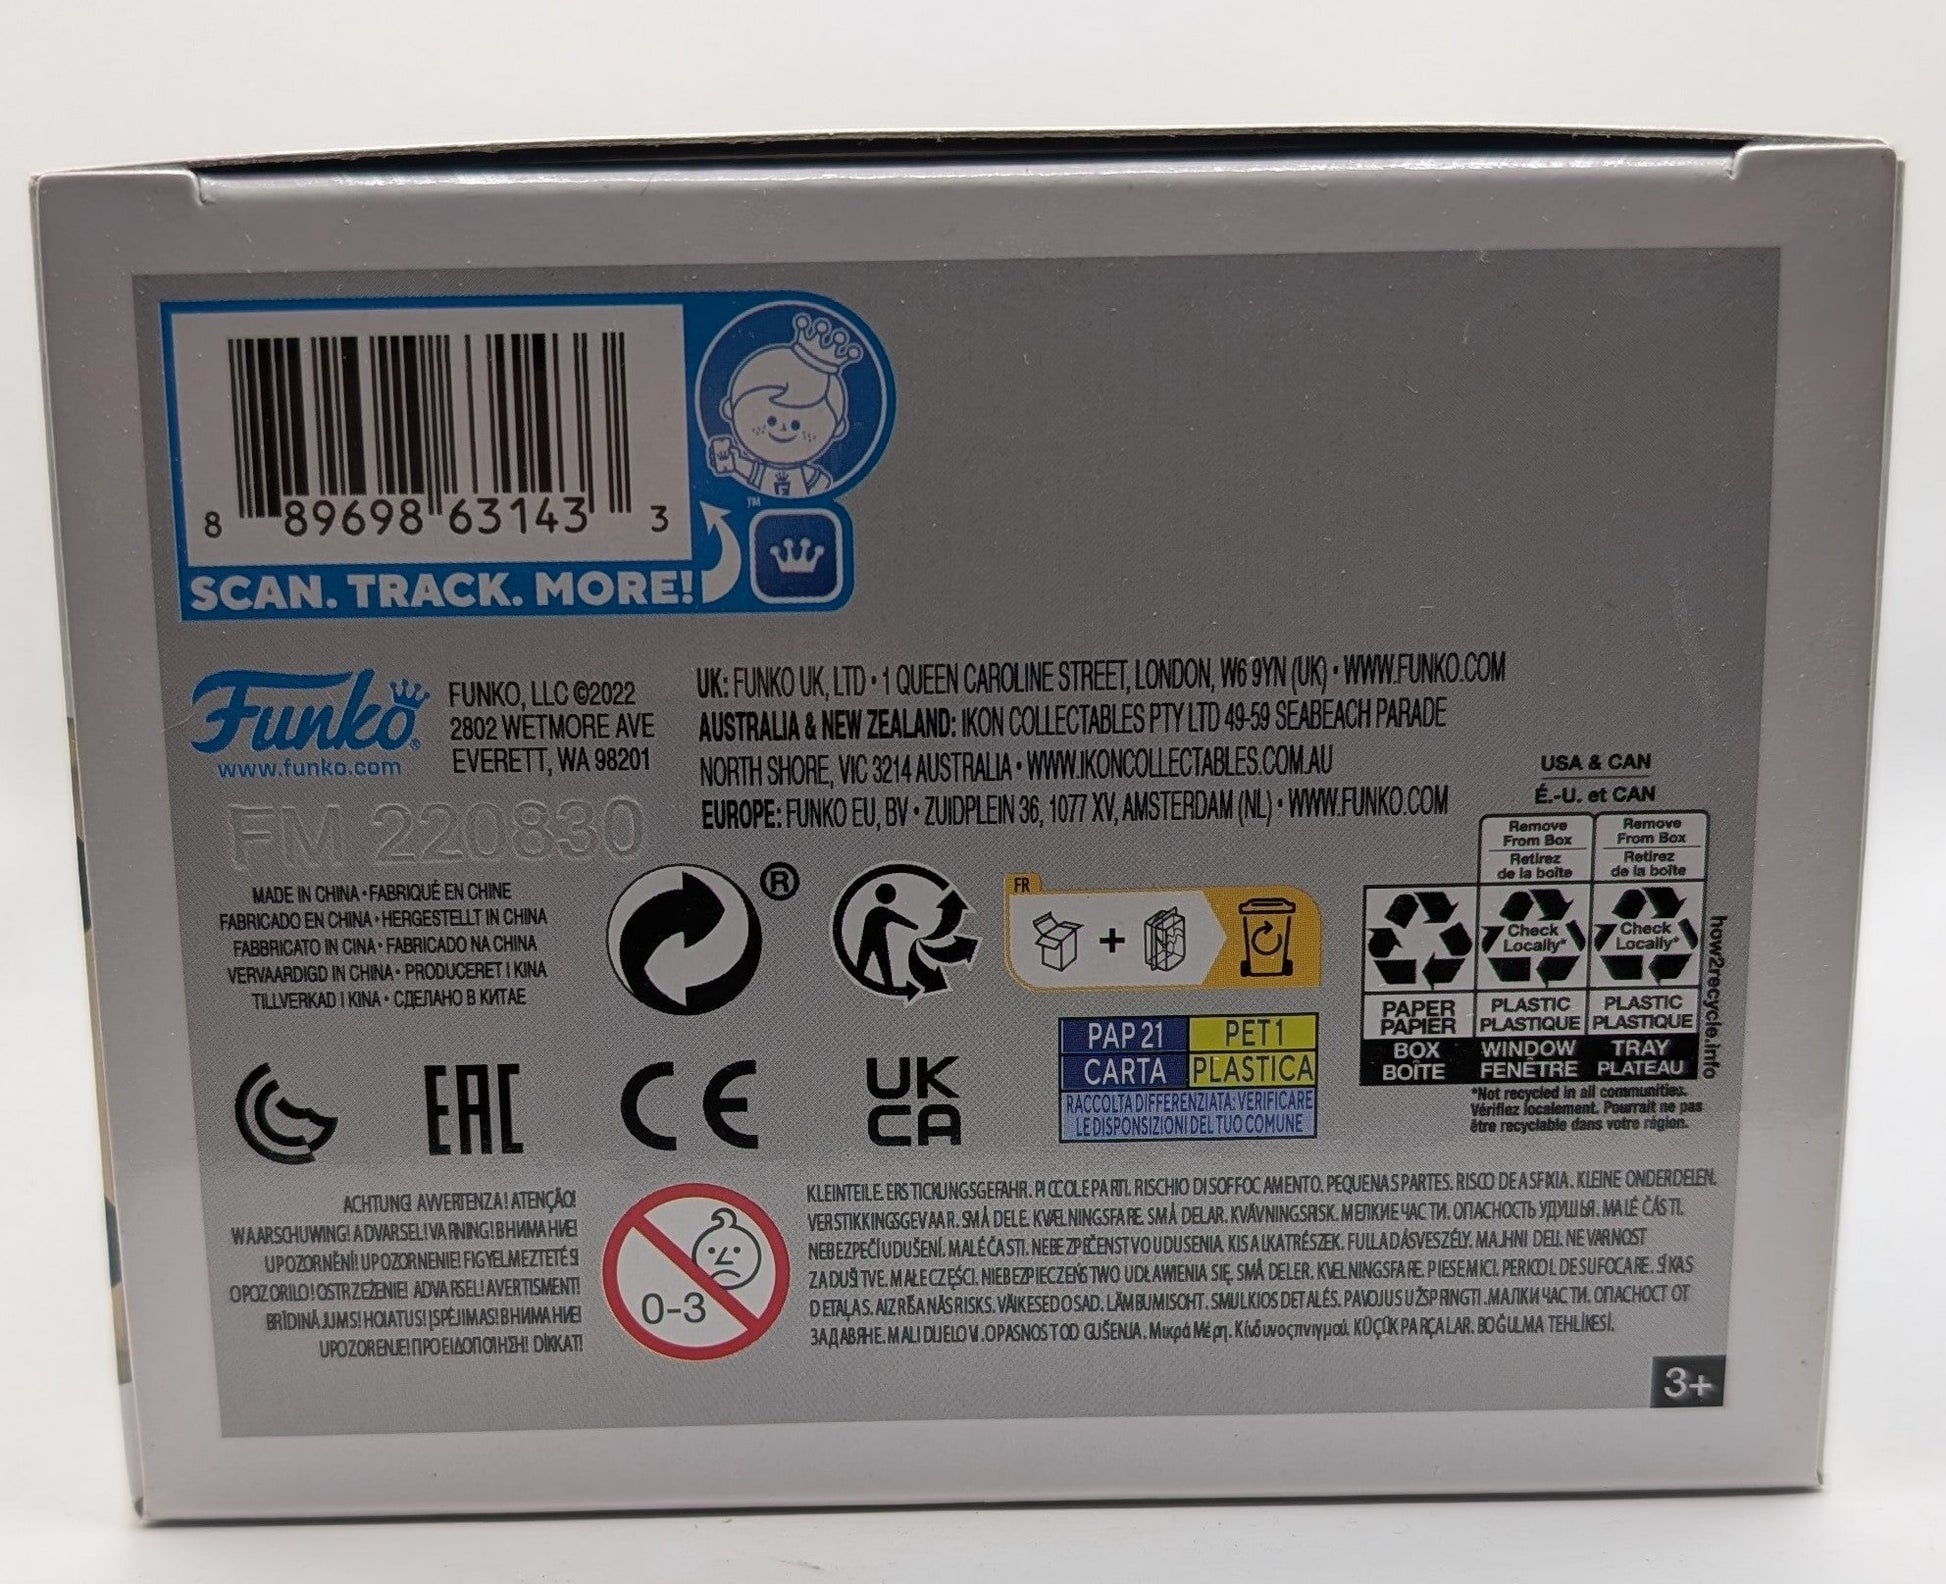 8 89698 63143 3
TM
SCAN. TRACK. MORE!
Funko®
www.funko.com
FUNKO, LLC ©2022
2802 WETMORE AVE
EVERETT, WA 98201
UK: FUNKO UK, LTD • 1 QUEEN CAROLINE STREET, LONDON, W6 9YN (UK) • WWW.FUNKO.COM
AUSTRALIA & NEW ZEALAND: IKON COLLECTABLES PTY LTD 49-59 SEABEACH PARADE
NORTH SHORE, VIC 3214 AUSTRALIA • WWW.IKONCOLLECTABLES.COM.AU
EUROPE: FUNKO EU, BV • ZUIDPLEIN 36, 1077 XV, AMSTERDAM (NL) • WWW.FUNKO.COM
FM 220830
MADE IN CHINA • FABRIQUÉ EN CHINE
FABRICADO EN CHINA • HERGESTELLT IN CHINA
FABBRICATO IN CINA • FABRICADO NA CHINA
VERVAARDIGD IN CHINA • PRODUCERET I KINA
TILLVERKAD I KINA • СДЕЛАНО В КИТАЕ
®
FR
+
USA & CAN
É.-U. et CAN
Remove From Box
Retirez de la boîte
Remove From Box
Retirez de la boîte
Check Locally*
Check Locally*
PAPER PAPIER
PLASTIC PLASTIQUE
PLASTIC PLASTIQUE
BOX BOÎTE
WINDOW FENÊTRE
TRAY PLATEAU
how2recycle.info
*Not recycled in all communities.
Vérifiez localement. Pourrait ne pas
être recyclable dans votre région.
PAP 21
PET 1
CARTA
PLASTICA
RACCOLTA DIFFERENZIATA: VERIFICARE
LE DISPONSIZIONI DEL TUO COMUNE
EAC
CE
UK
CA
ACHTUNG! AVVERTENZA! ATENÇÃO!
WAARSCHUWING! ADVARSEL! VARNING! ВНИМАНИЕ!
UPOZORNĚNÍ! UPOZORNENIE! FIGYELMEZTETÉS!
OPOZORILO! OSTRZEŻENIE! ADVARSEL! AVERTISMENT!
BRĪDINĀJUMS! HOIATUS! ĮSPĖJIMAS! ВНИМАНИЕ!
UPOZORENJE! ΠΡΟΕΙΔΟΠΟΙΗΣΗ! DİKKAT!
0-3
KLEINTEILE. ERSTICKUNGSGEFAHR. PICCOLE PARTI. RISCHIO DI SOFFOCAMENTO. PEQUENAS PARTES. RISCO DE ASFIXIA. KLEINE ONDERDELEN.
VERSTIKKINGSGEVAAR. SMÅ DELE. KVÆLNINGSFARE. SMÅ DELAR. KVÄVNINGSRISK. МЕЛКИЕ ЧАСТИ. ОПАСНОСТЬ УДУШЬЯ. MALÉ ČÁSTI.
NEBEZPEČÍ UDUŠENÍ. MALÉ ČASTI. NEBEZPEČENSTVO UDUSENIA. KIS ALKATRÉSZEK. FULLADÁSVESZÉLY. MAJHNI DELI. NEVARNOST
ZADUŠTVE. MAŁE CZĘŚCI. NIEBEZPIECZEŃSTWO UDŁAWIENIA SIĘ. SMÅ DELER. KVELNINGSFARE. PIESE MICI. PERICOL DE SUFOCARE. SĪKAS
DETAĻAS. AIZRĪŠANĀS RISKS. VÄIKESED OSAD. LÄMBUMISOHT. SMULKIOS DETALĖS. PAVOJUS UŽSPRINGTI. МАЛКИ ЧАСТИ. ОПАСНОСТ ОТ
ЗАДАВЯНЕ. MALI DIJELOVI. OPASNOST OD GUŠENJA. Μικρά Μέρη. Κίνδυνος πνιγμού. KÜÇÜK PARÇALAR. BOĞULMA TEHLİKESİ.
3+